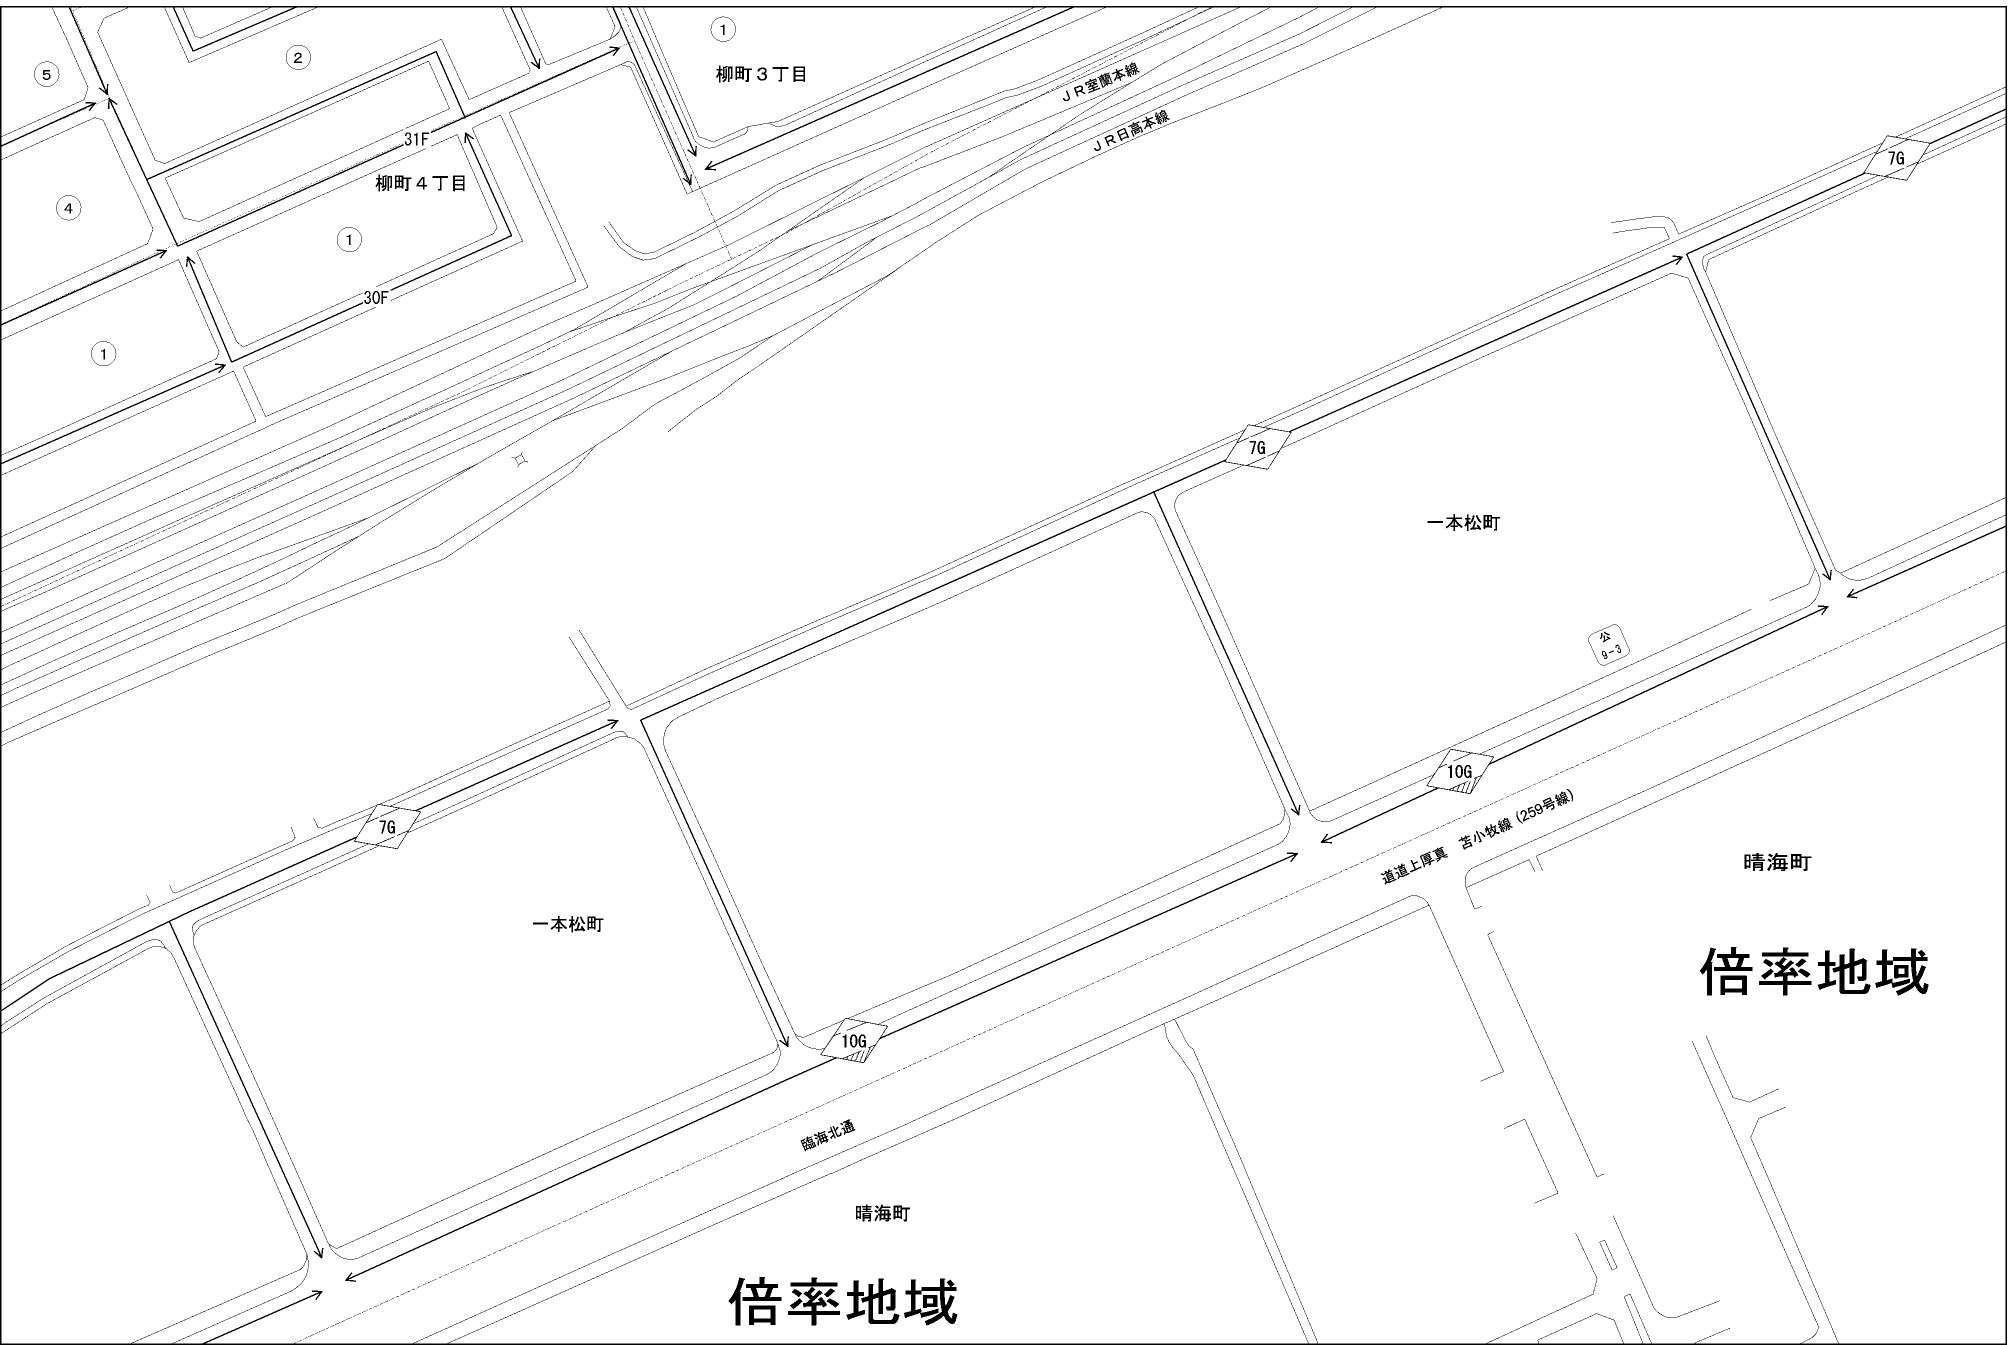 ①
②
柳町３丁目
⑤
ＪＲ室蘭本線
ＪＲ日高本線
31F
7G
柳町４丁目
④
①
30F
①
7G
一本松町
公
9-3
10G
道道上厚真　苫小牧線（259号線）
7G
晴海町
一本松町
倍率地域
10G
臨海北通
晴海町
倍率地域